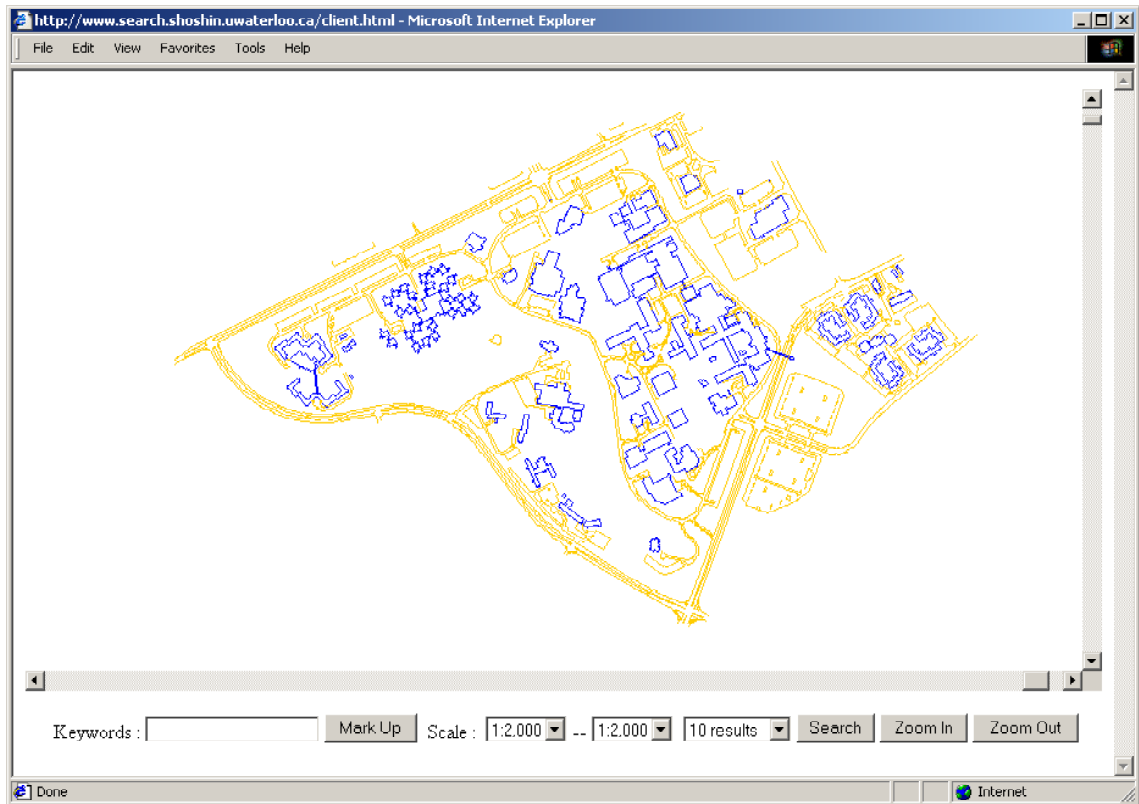 http://www.search.shoshin.uwaterloo.ca/client.html - Microsoft Internet Explorer
File Edit View Favorites Tools Help
Keywords : Mark Up Scale : 1:2.000 -- 1:2.000 10 results Search Zoom In Zoom Out
Done Internet